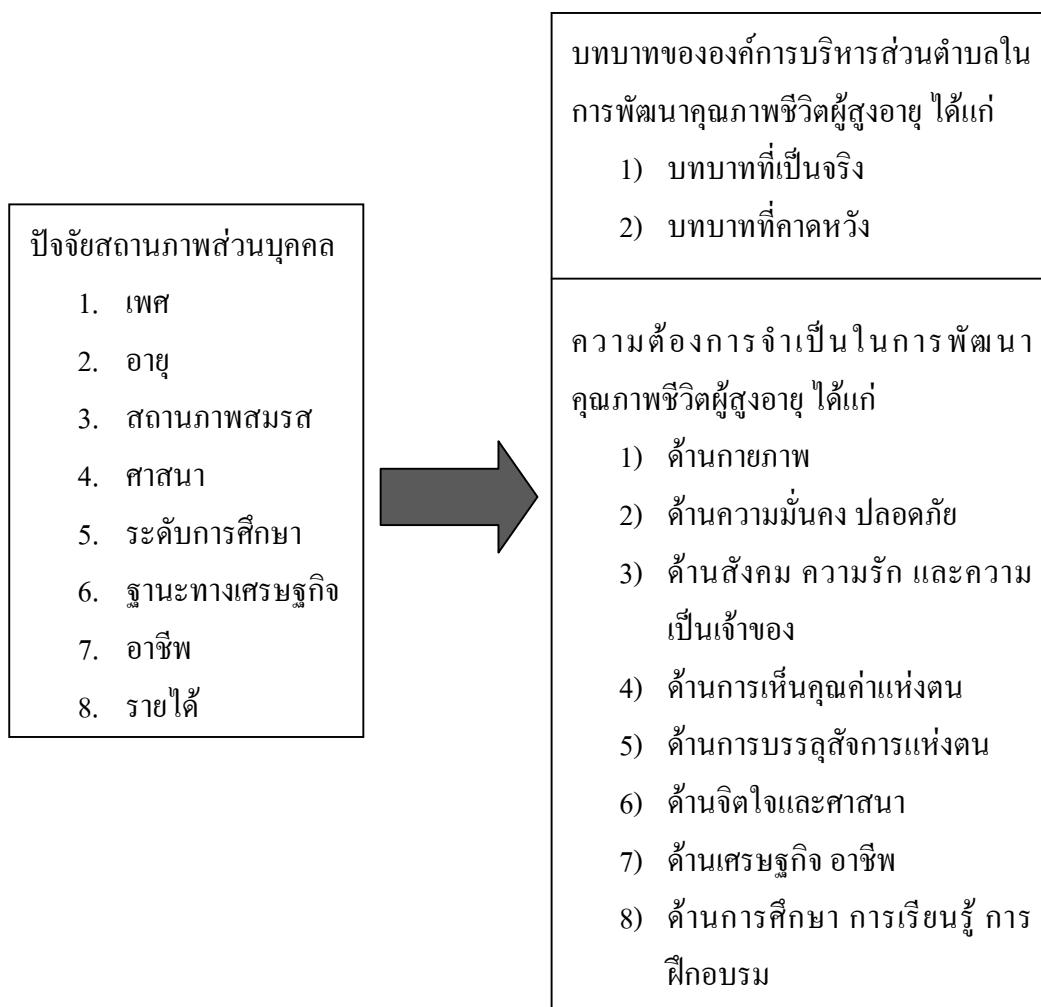 ปัจจัยสถานภาพส่วนบุคคล
1. เพศ
2. อายุ
3. สถานภาพสมรส
4. ศาสนา
5. ระดับการศึกษา
6. ฐานะทางเศรษฐกิจ
7. อาชีพ
8. รายได้
บทบาทขององค์การบริหารส่วนตำบลใน
การพัฒนาคุณภาพชีวิตผู้สูงอายุ ได้แก่
1) บทบาทที่เป็นจริง
2) บทบาทที่คาดหวัง
ความต้องการจำเป็นในการพัฒนา
คุณภาพชีวิตผู้สูงอายุ ได้แก่
1) ด้านกายภาพ
2) ด้านความมั่นคง ปลอดภัย
3) ด้านสังคม ความรัก และความ
เป็นเจ้าของ
4) ด้านการเห็นคุณค่าแห่งตน
5) ด้านการบรรลุสัจการแห่งตน
6) ด้านจิตใจและศาสนา
7) ด้านเศรษฐกิจ อาชีพ
8) ด้านการศึกษา การเรียนรู้ การ
ฝึกอบรม